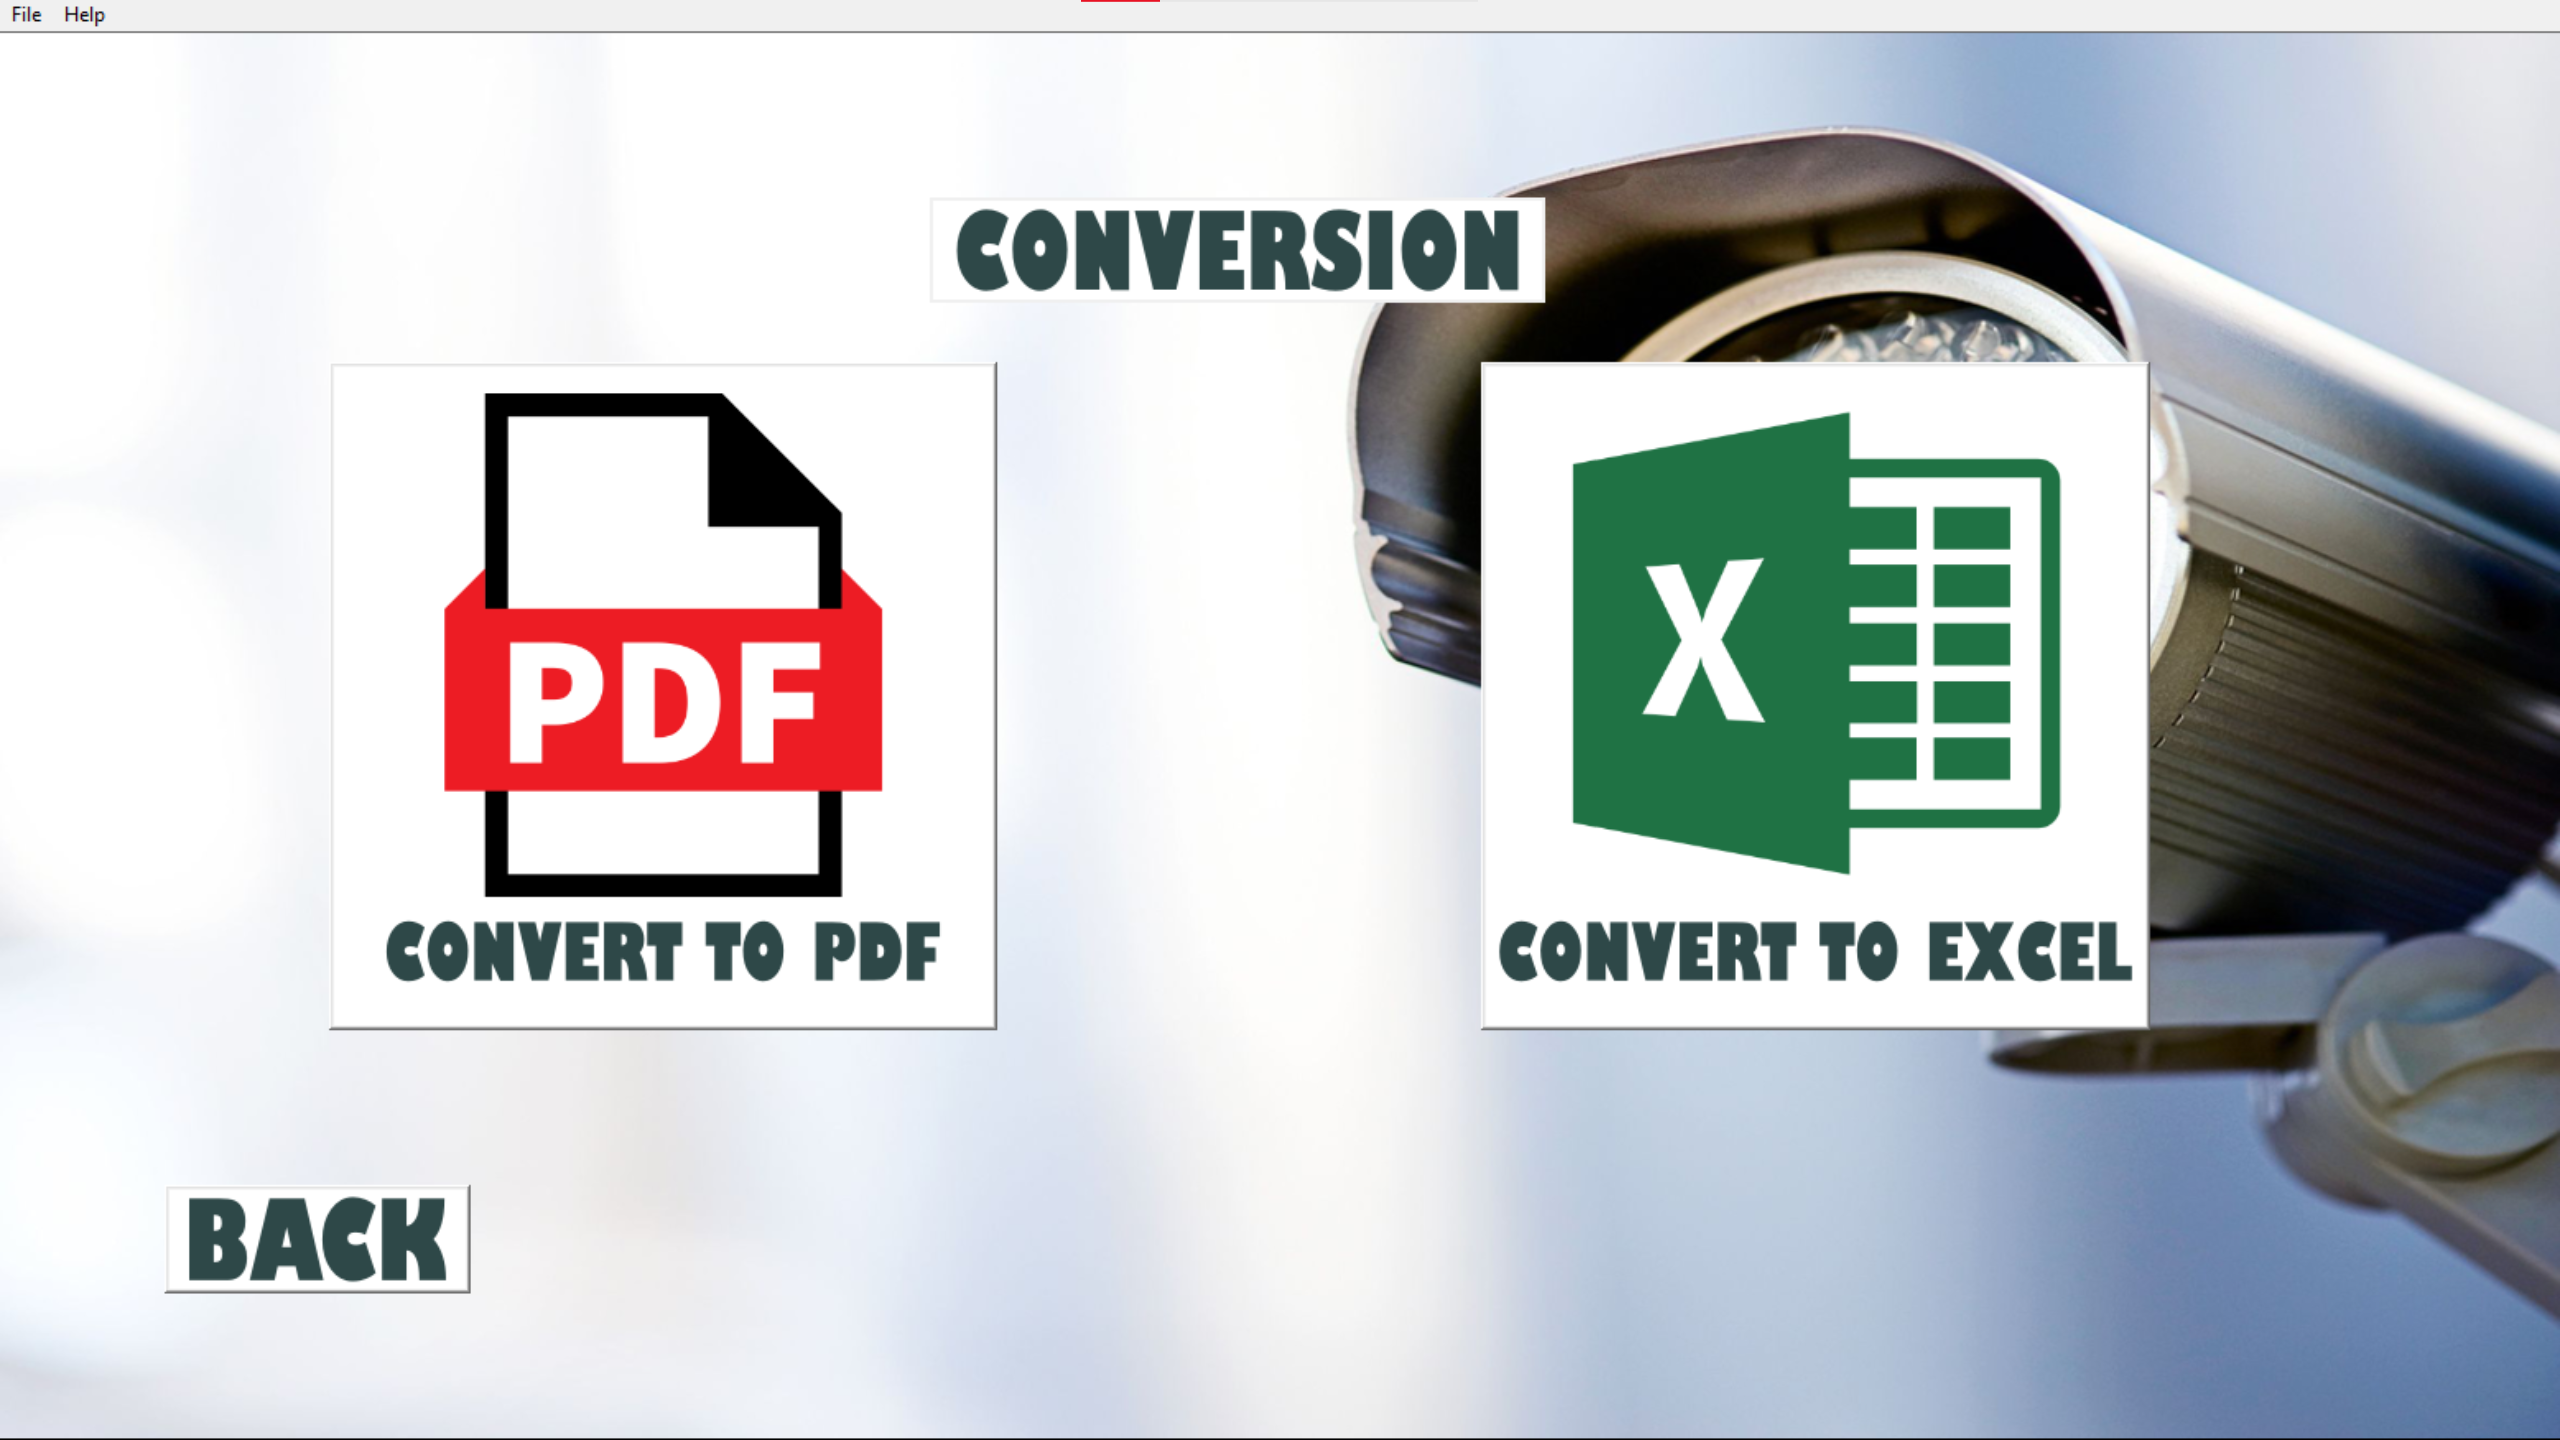 File Help
CONVERSION
PDF
X
CONVERT TO PDF
CONVERT TO EXCEL
BACK